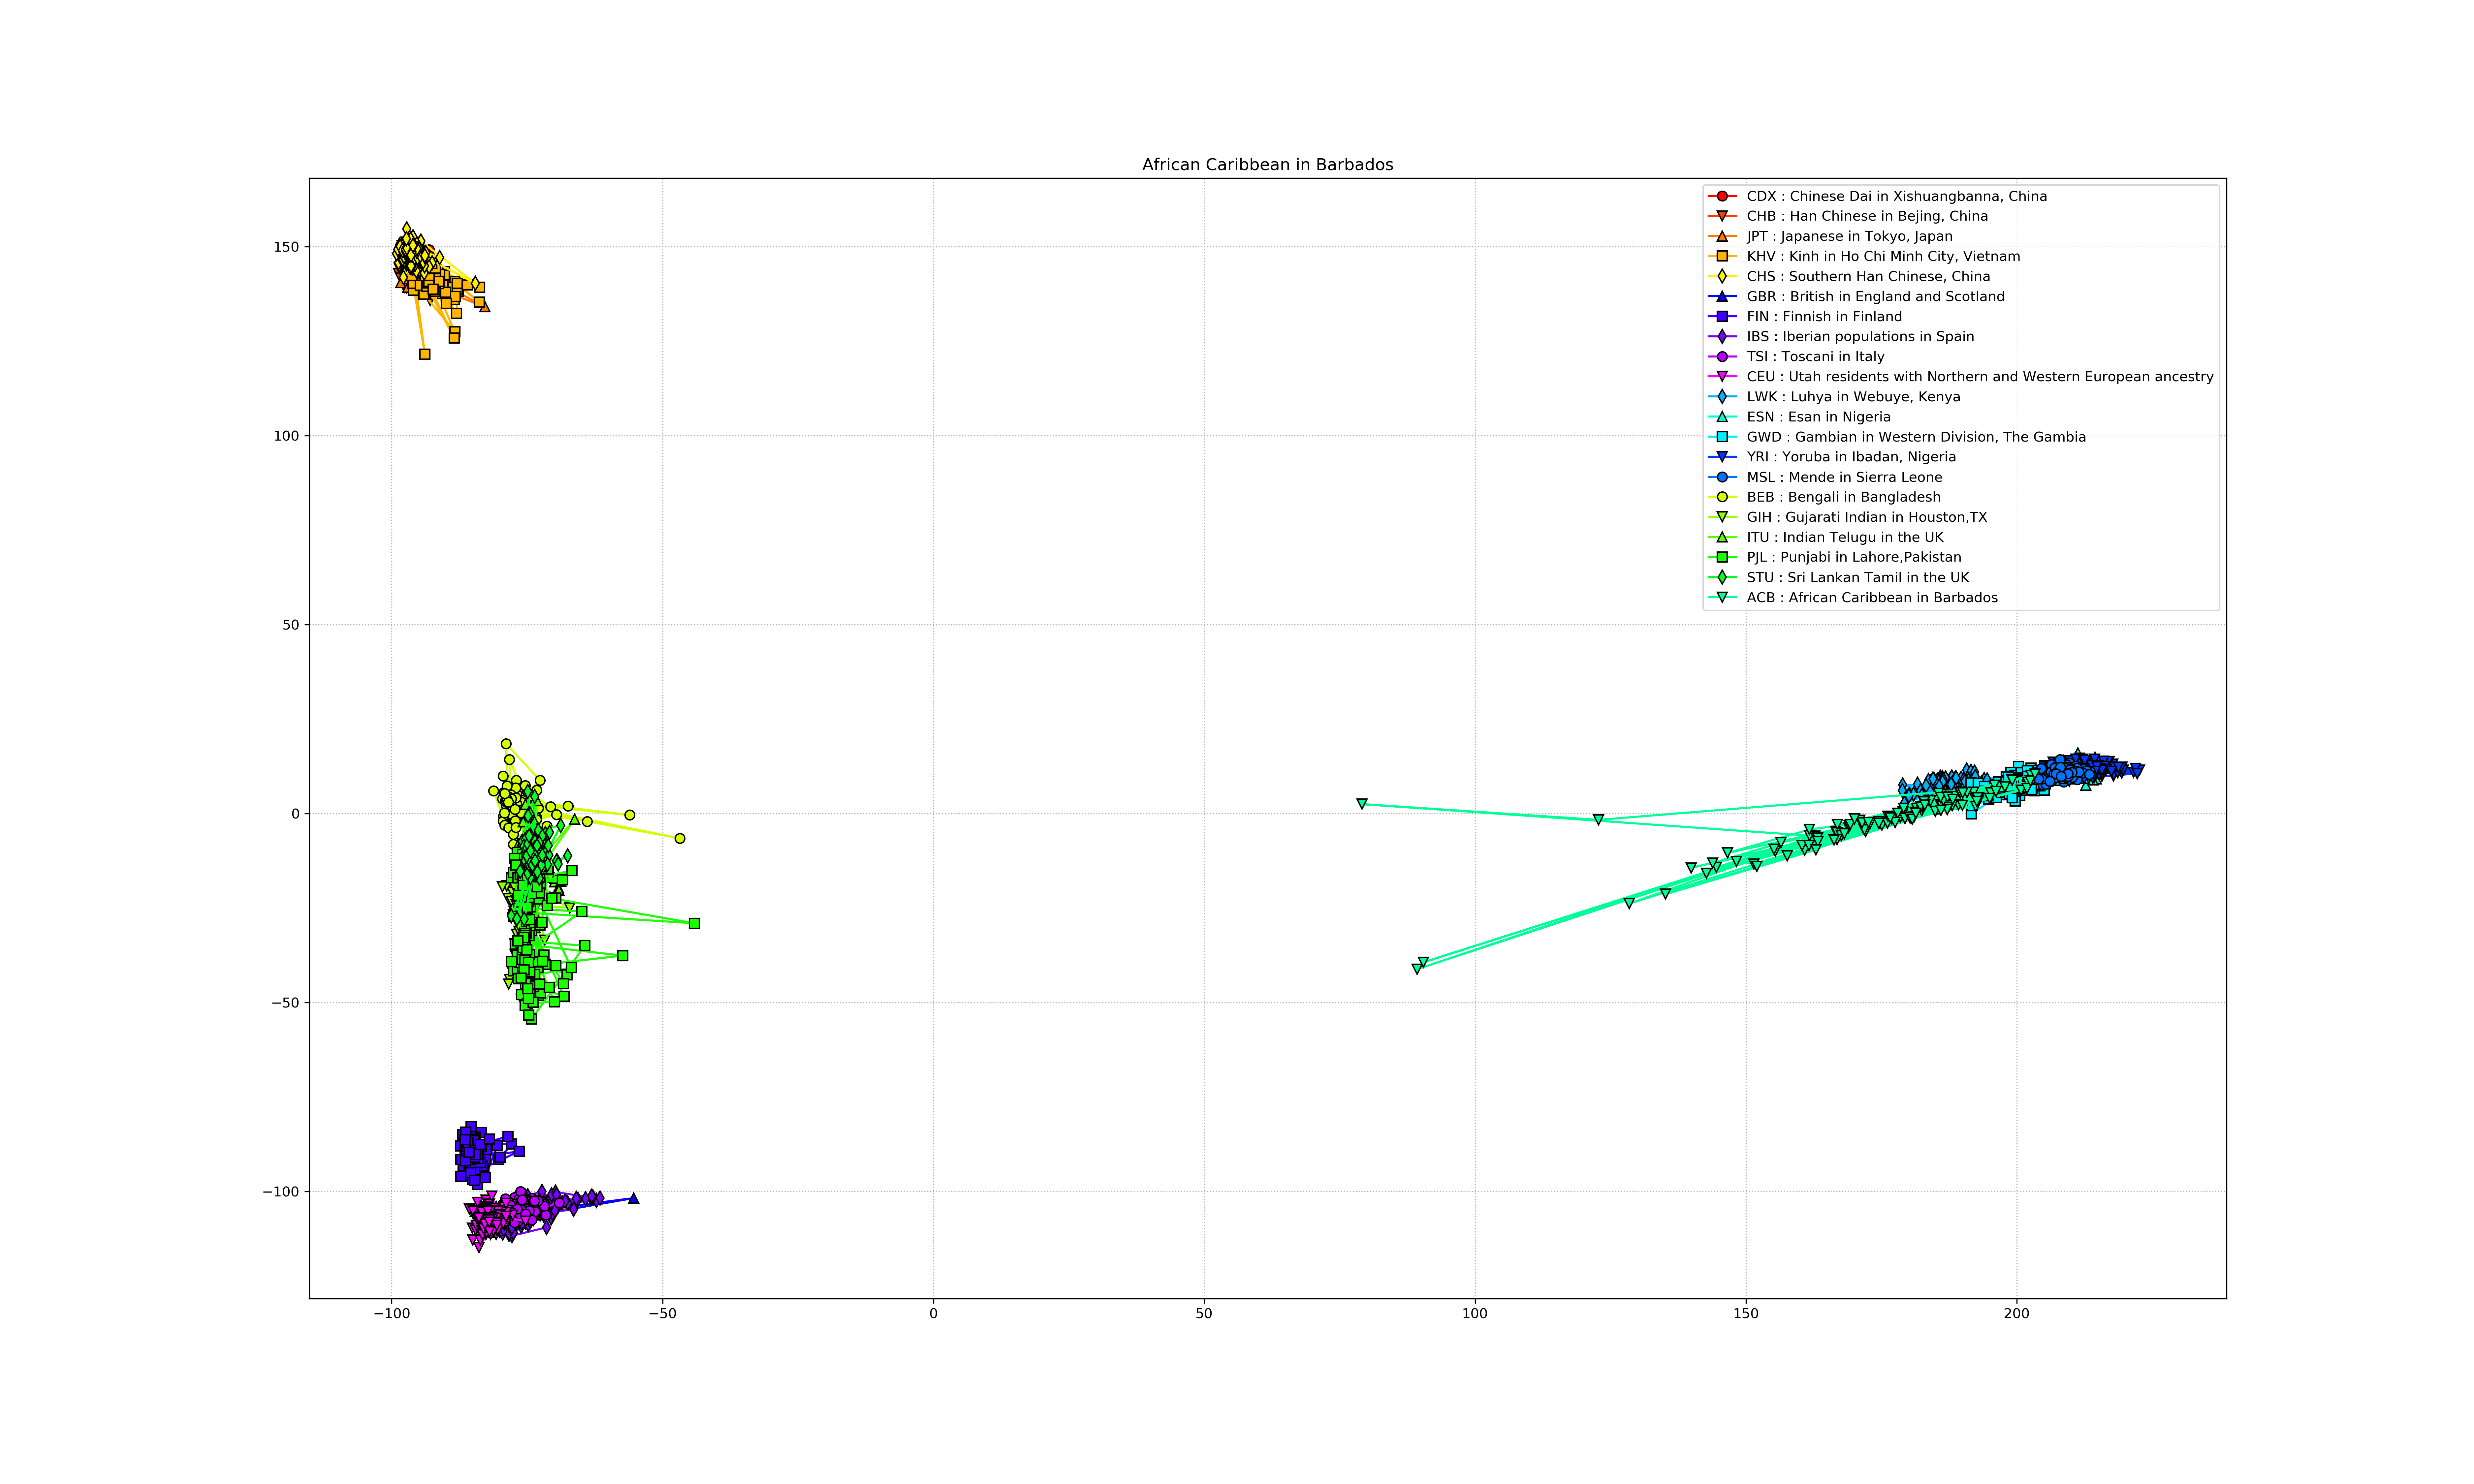 African Caribbean in Barbados
CDX : Chinese Dai in Xishuangbanna, China
CHB : Han Chinese in Bejing, China
JPT : Japanese in Tokyo, Japan
KHV : Kinh in Ho Chi Minh City, Vietnam
CHS : Southern Han Chinese, China
GBR : British in England and Scotland
FIN : Finnish in Finland
IBS : Iberian populations in Spain
TSI : Toscani in Italy
CEU : Utah residents with Northern and Western European ancestry
LWK : Luhya in Webuye, Kenya
ESN : Esan in Nigeria
GWD : Gambian in Western Division, The Gambia
YRI : Yoruba in Ibadan, Nigeria
MSL : Mende in Sierra Leone
BEB : Bengali in Bangladesh
GIH : Gujarati Indian in Houston,TX
ITU : Indian Telugu in the UK
PJL : Punjabi in Lahore,Pakistan
STU : Sri Lankan Tamil in the UK
ACB : African Caribbean in Barbados
150
100
50
0
−50
−100
−100 −50 0 50 100 150 200